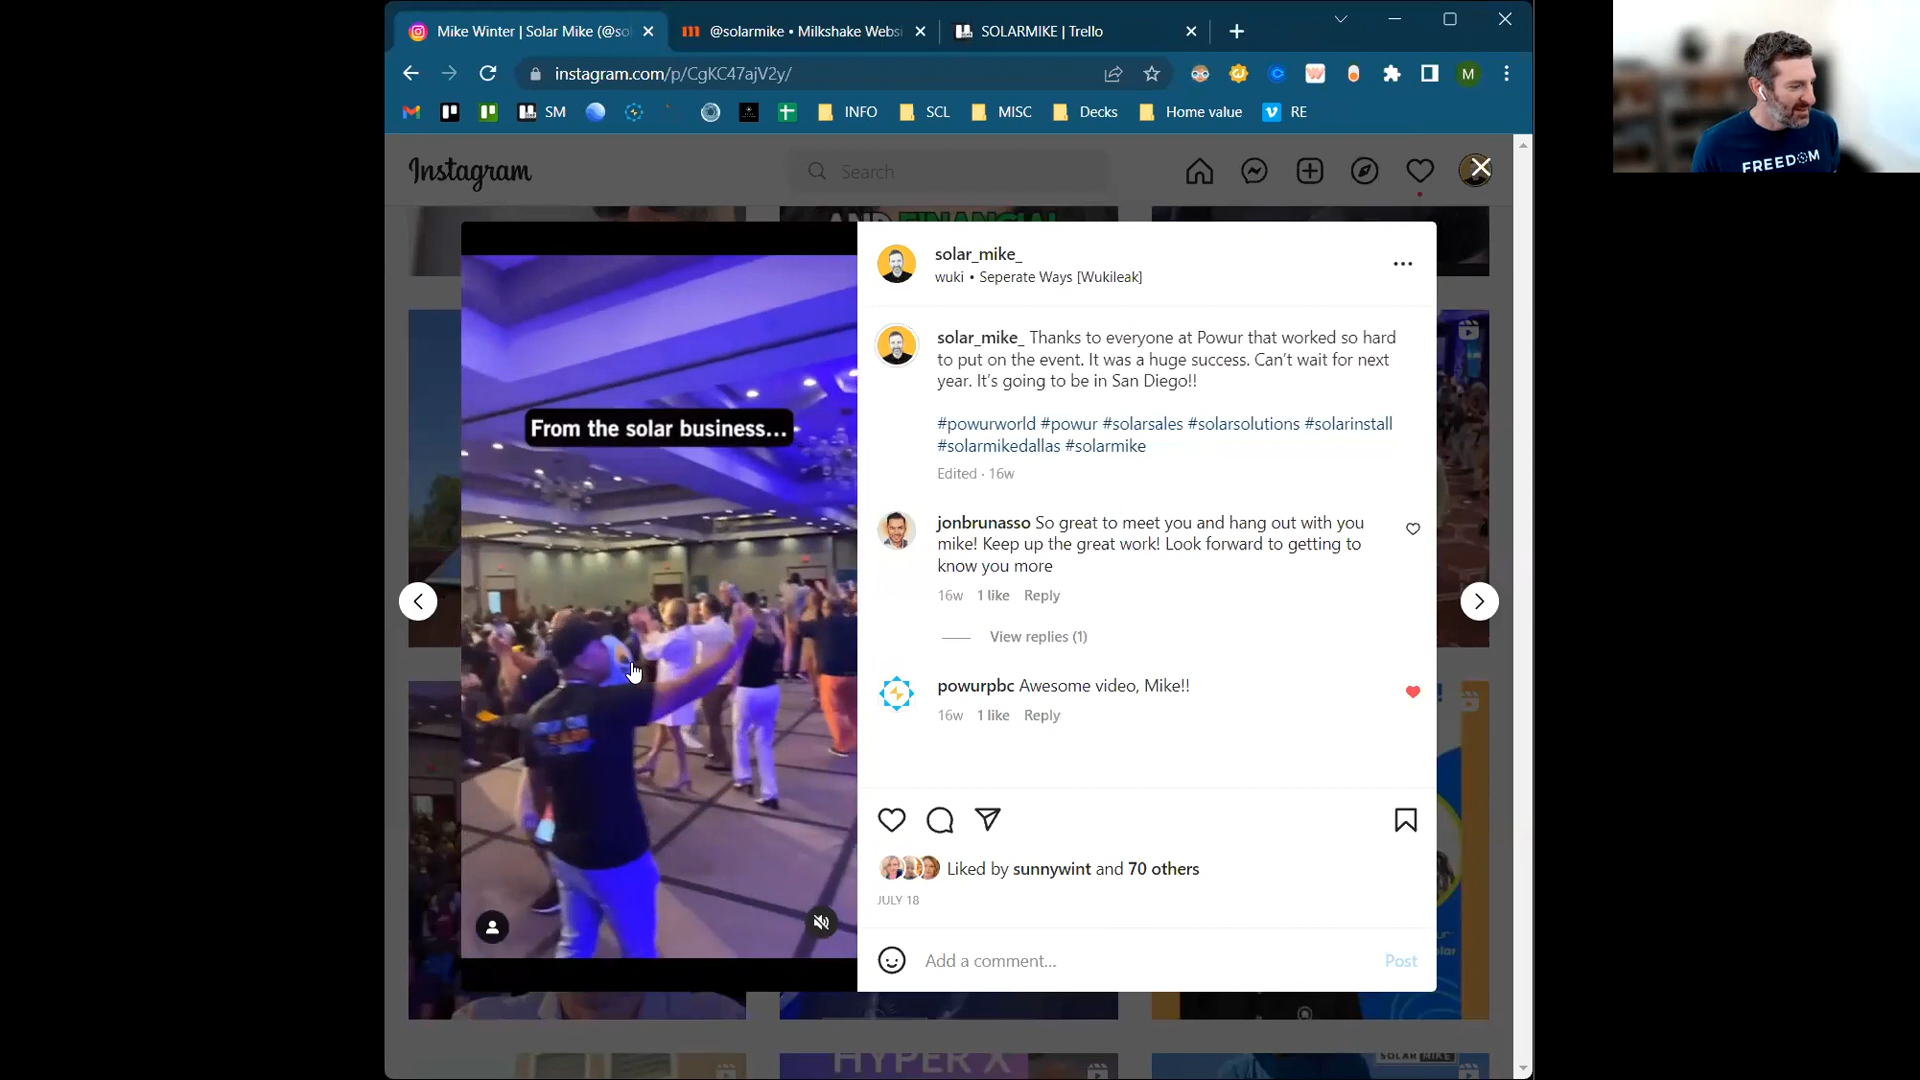 Mike Winter | Solar Mike (@so
@solarmike • Milkshake Websi
SOLARMIKE | Trello
instagram.com/p/CgKC47ajV2y/
M
SM
INFO
SCL
MISC
Decks
Home value
RE
FREEDOM
Instagram
Search
AND FINANCIAL
solar_mike_
wuki • Seperate Ways [Wukileak]
From the solar business...
solar_mike_ Thanks to everyone at Powur that worked so hard
to put on the event. It was a huge success. Can't wait for next
year. It's going to be in San Diego!!
#powurworld #powur #solarsales #solarsolutions #solarinstall
#solarmikedallas #solarmike
Edited · 16w
jonbrunasso So great to meet you and hang out with you
mike! Keep up the great work! Look forward to getting to
know you more
16w 1 like Reply
View replies (1)
powurpbc Awesome video, Mike!!
16w 1 like Reply
Liked by sunnywint and 70 others
JULY 18
Add a comment...
Post
HYPER X
SOLAR MIKE